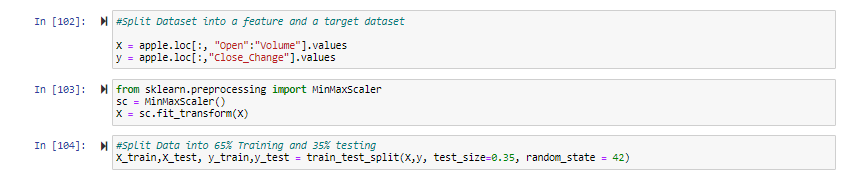 In [102]:
#Split Dataset into a feature and a target dataset
X = apple.loc[:, "Open":"Volume"].values
y = apple.loc[:,"Close_Change"].values
In [103]:
from sklearn.preprocessing import MinMaxScaler
sc = MinMaxScaler()
X = sc.fit_transform(X)
In [104]:
#Split Data into 65% Training and 35% testing
X_train,X_test, y_train,y_test = train_test_split(X,y, test_size=0.35, random_state = 42)